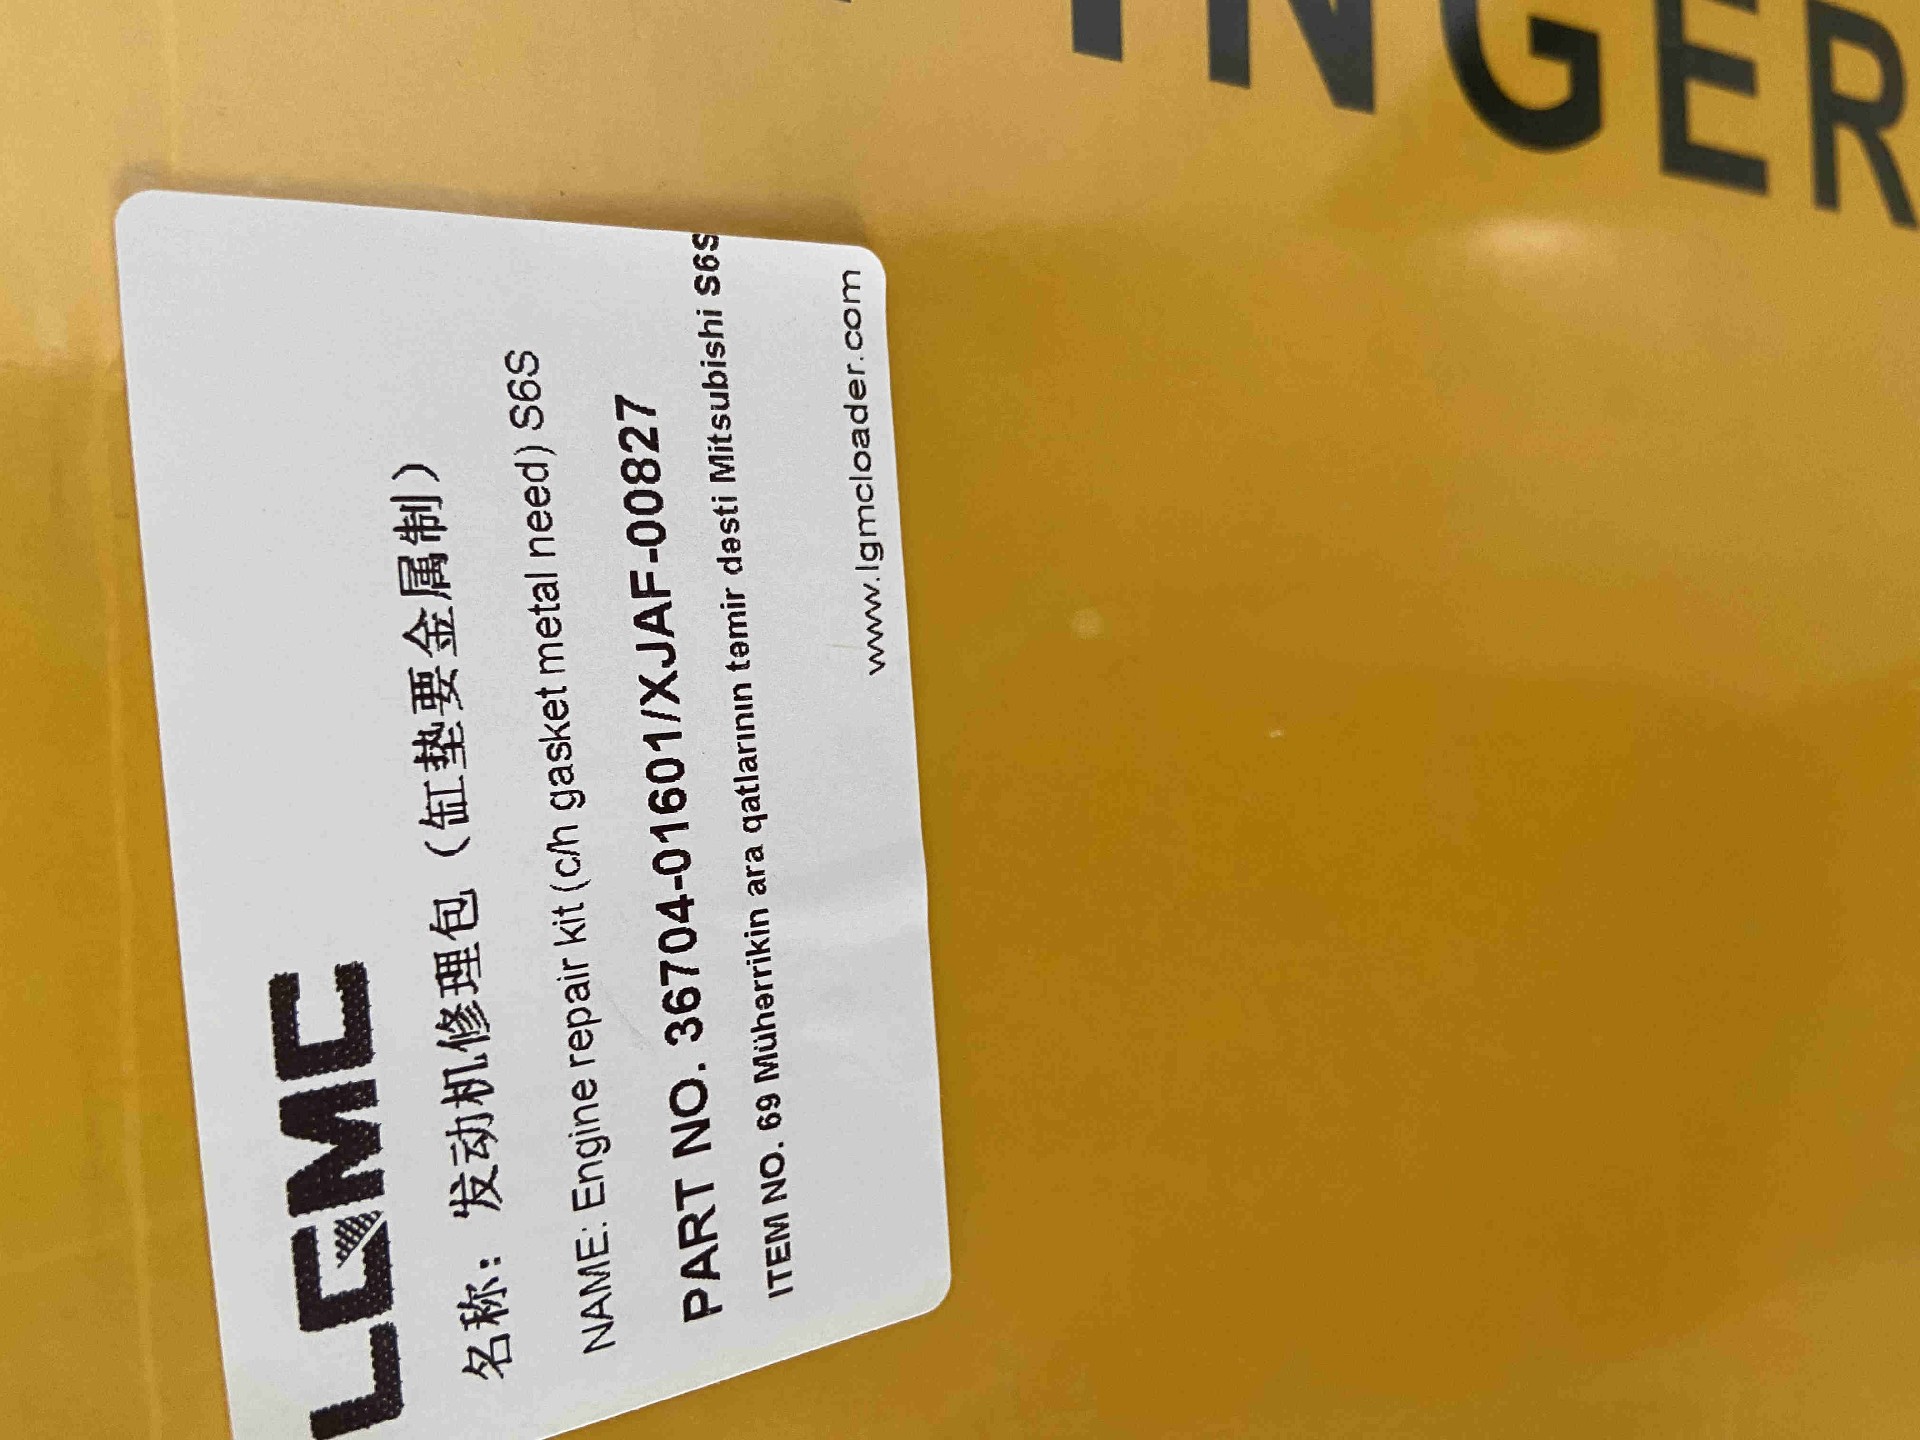 INGER
LGMC
名称：发动机修理包（缸垫要金属制）
NAME: Engine repair kit (c/h gasket metal need) S6S
PART NO. 36704-01601/XJAF-00827
ITEM NO. 69 Mühərrikin ara qatlarının təmir dəsti Mitsubishi S6S
www.lgmcloader.com